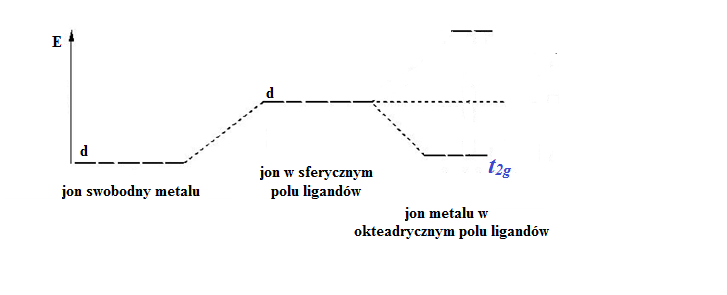 E
d
d
jon swobodny metalu
jon w sferycznym
polu ligandów
t2g
jon metalu w
okteadrycznym polu ligandów